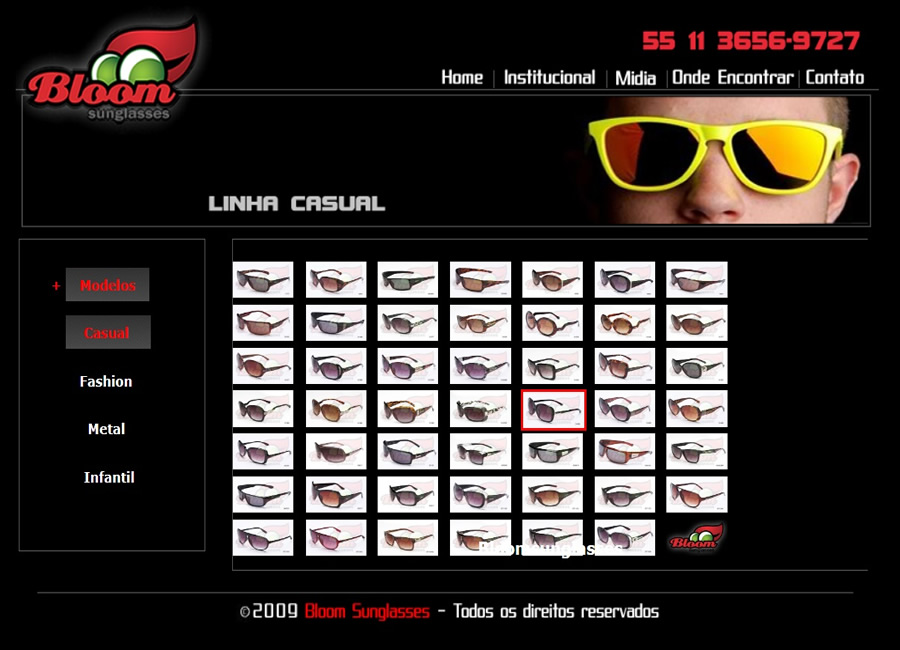 Bloom
sunglasses
55 11 3656-9727
Home | Institucional | Midia | Onde Encontrar | Contato
LINHA CASUAL
+ Modelos
Casual
Fashion
Metal
Infantil
Bloom
Bloom Sunglasses
©2009 Bloom Sunglasses - Todos os direitos reservados